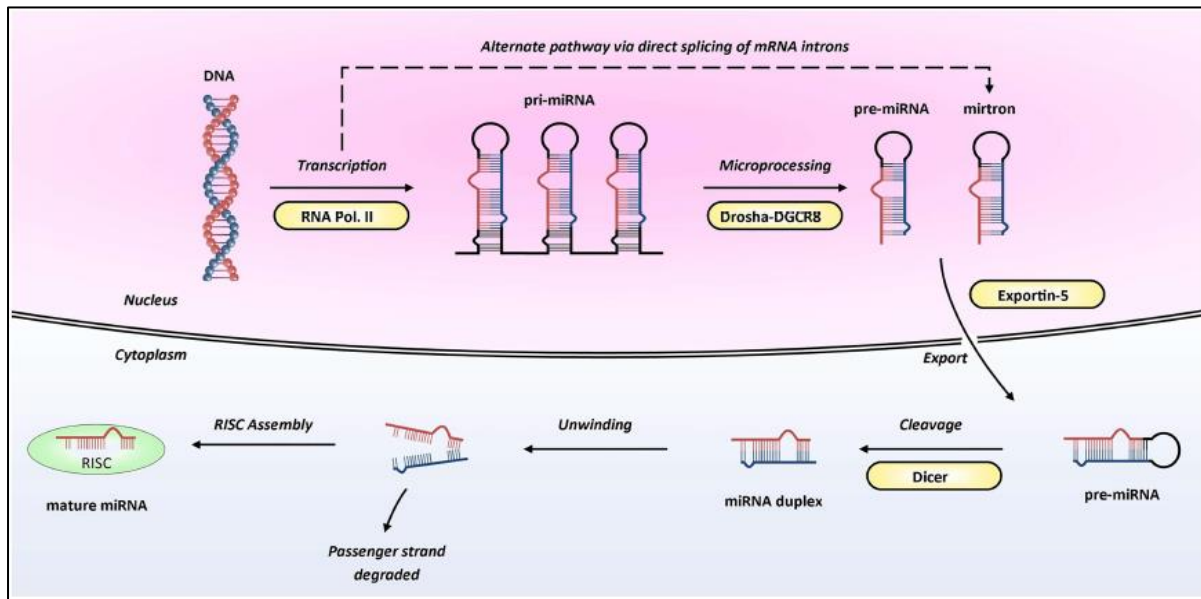 Alternate pathway via direct splicing of mRNA introns
DNA
pri-miRNA
pre-miRNA
mirtron
Transcription
Microprocessing
RNA Pol. II
Drosha-DGCR8
Exportin-5
Nucleus
Cytoplasm
Export
RISC Assembly
Unwinding
Cleavage
RISC
Dicer
mature miRNA
miRNA duplex
pre-miRNA
Passenger strand
degraded